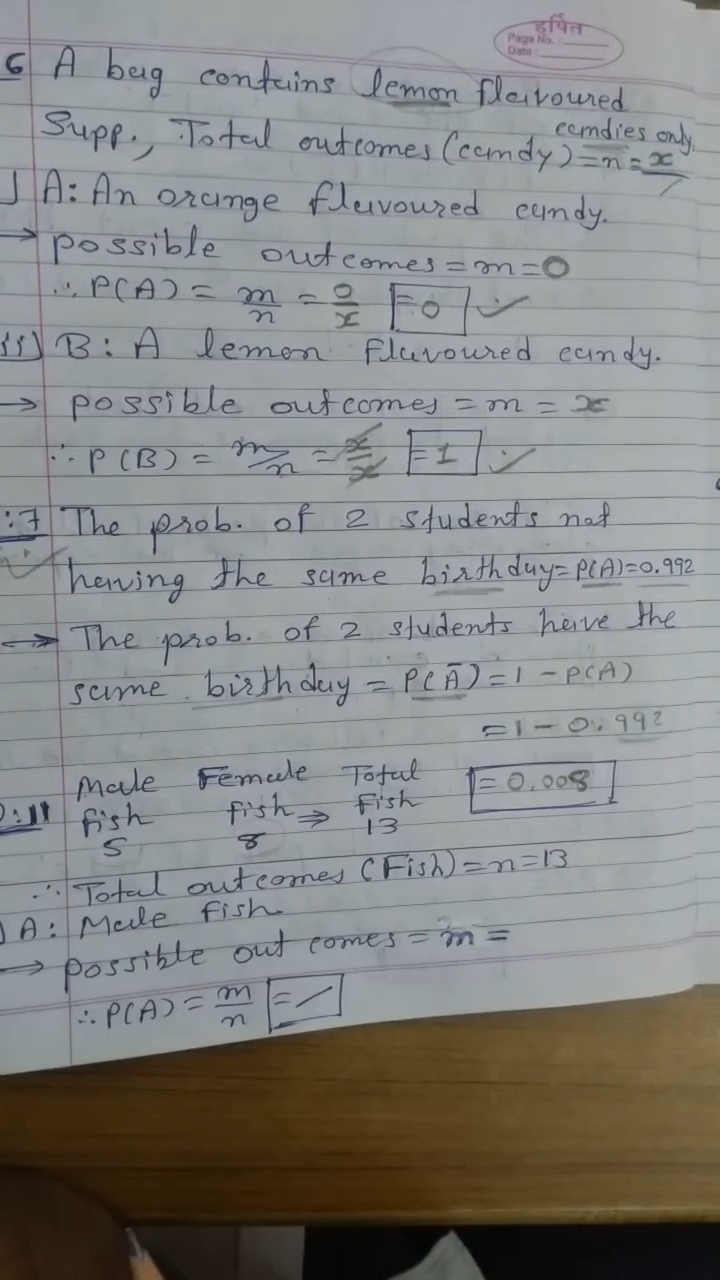 हर्षित
Page No.
Date :
6 A bag contains lemon flavoured
candies only.
Supp., Total outcomes (candy) = n = x
) A: An orange flavoured candy.
→ possible outcomes = m = 0
∴ P(A) = m/n = 0/x = 0
ii) B: A lemon flavoured candy.
→ possible outcomes = m = x
∴ P(B) = m/n = x/x = 1
:7 The prob. of 2 students not
having the same birthday = P(A) = 0.992
→ The prob. of 2 students have the
same birthday = P(Ā) = 1 - P(A)
= 1 - 0.992
= 0.008
:11 Male fish 5 Female fish 8 ⇒ Total fish 13
∴ Total outcomes (Fish) = n = 13
) A: Male fish
→ possible out comes = m =
∴ P(A) = m/n =